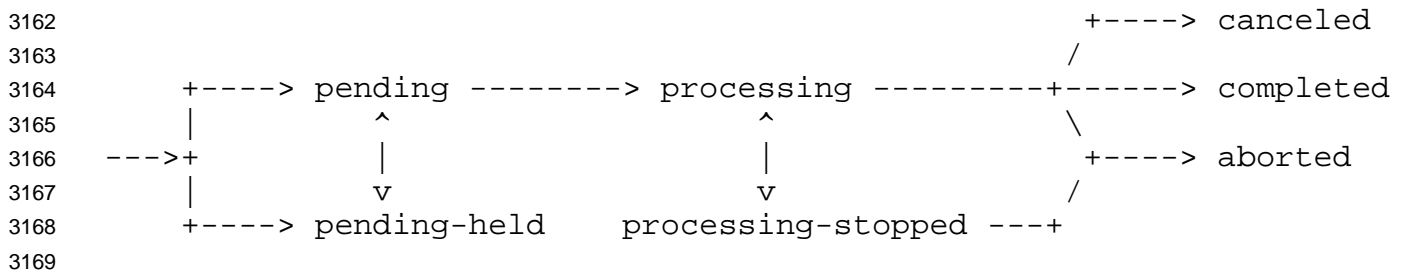 3162                                                       +----> canceled
3163                                                      /
3164       +----> pending --------> processing ---------+------> completed
3165       |         ^                   ^               \
3166   --->+         |                   |                +----> aborted
3167       |         v                   v               /
3168       +----> pending-held    processing-stopped ---+
3169